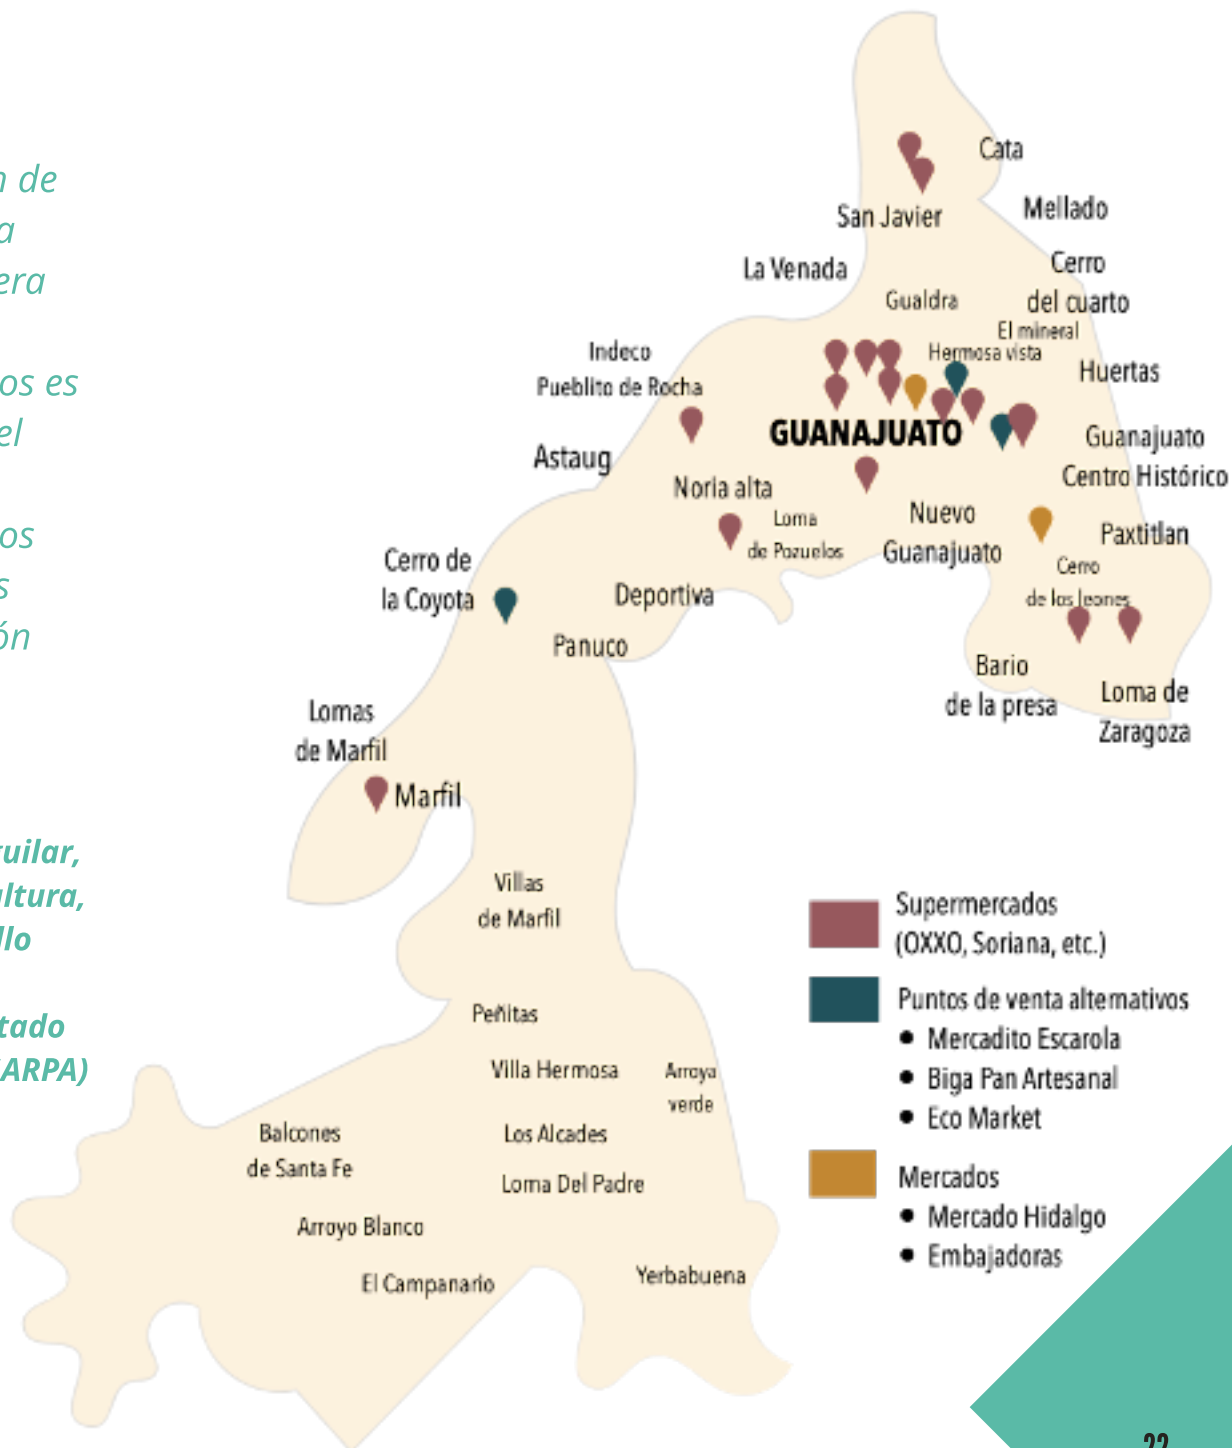 n de
a
era
os es
el
os
s
ón
uilar,
ltura,
llo
tado
ARPA)
Cata
San Javier
Mellado
La Venada
Cerro
del cuarto
Gualdra
El mineral
Hermosa vista
Indeco
Pueblito de Rocha
Huertas
GUANAJUATO
Guanajuato
Centro Histórico
Astaug
Noria alta
Loma
de Pozuelos
Nuevo
Guanajuato
Paxtitlan
Cerro
de los leones
Cerro de
la Coyota
Deportiva
Panuco
Bario
de la presa
Loma de
Zaragoza
Lomas
de Marfil
Marfil
Villas
de Marfil
Peñitas
Villa Hermosa
Arroya
verde
Balcones
de Santa Fe
Los Alcades
Loma Del Padre
Arroyo Blanco
El Campanario
Yerbabuena
Supermercados
(OXXO, Soriana, etc.)
Puntos de venta alternativos
• Mercadito Escarola
• Biga Pan Artesanal
• Eco Market
Mercados
• Mercado Hidalgo
• Embajadoras
22